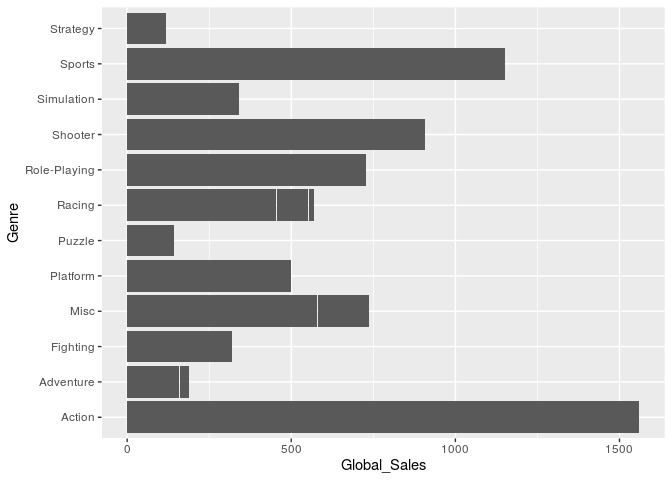 Strategy
Sports
Simulation
Shooter
Role-Playing
Racing
Puzzle
Platform
Misc
Fighting
Adventure
Action
Genre
0 500 1000 1500
Global_Sales